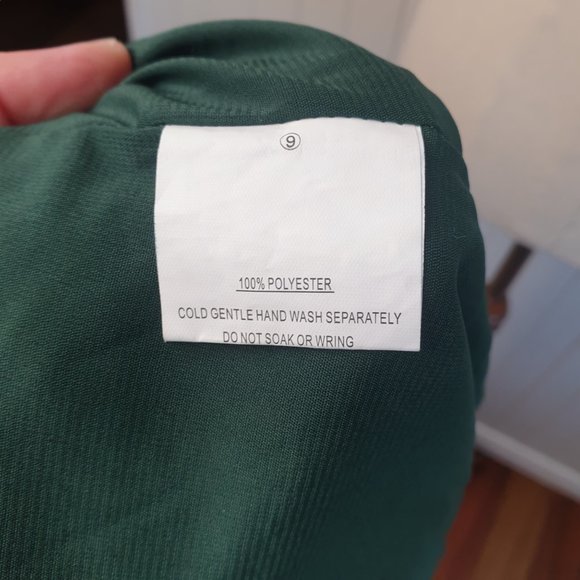 9
100% POLYESTER
COLD GENTLE HAND WASH SEPARATELY
DO NOT SOAK OR WRING